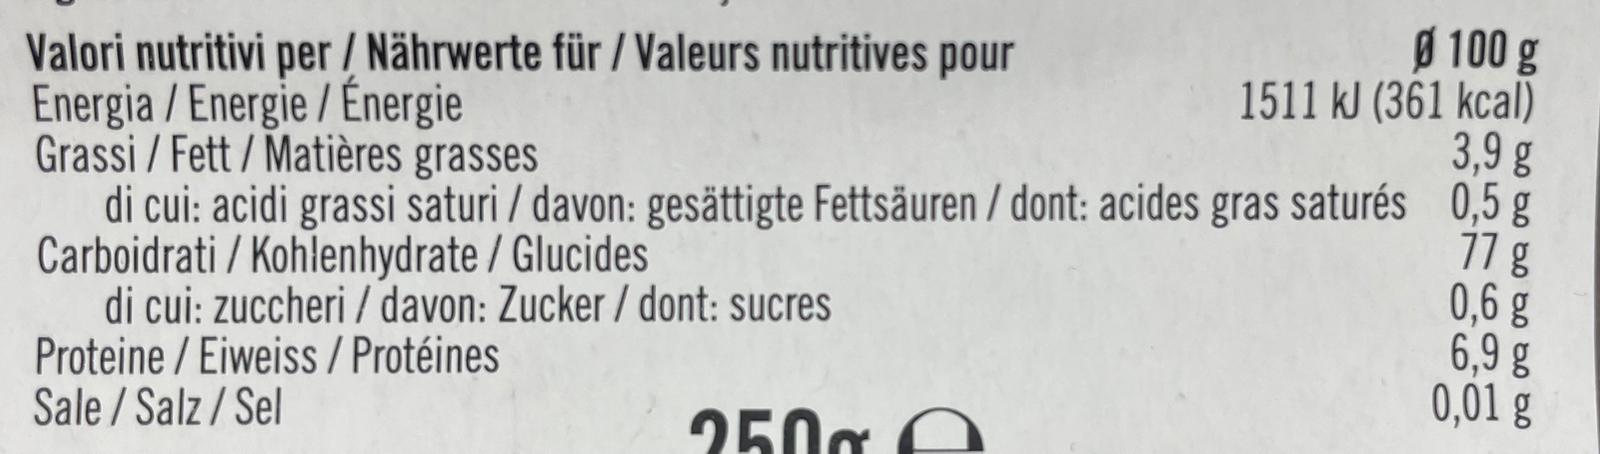 Valori nutritivi per / Nährwerte für / Valeurs nutritives pour Ø 100 g
Energia / Energie / Énergie 1511 kJ (361 kcal)
Grassi / Fett / Matières grasses 3,9 g
di cui: acidi grassi saturi / davon: gesättigte Fettsäuren / dont: acides gras saturés 0,5 g
Carboidrati / Kohlenhydrate / Glucides 77 g
di cui: zuccheri / davon: Zucker / dont: sucres 0,6 g
Proteine / Eiweiss / Protéines 6,9 g
Sale / Salz / Sel 0,01 g
250g ℮